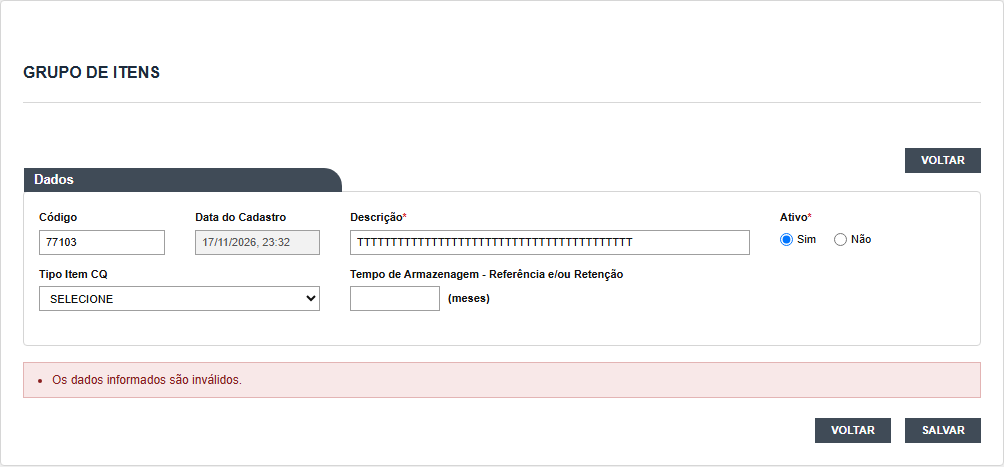 GRUPO DE ITENS
VOLTAR
Dados
Código Data do Cadastro Descrição* Ativo*
77103 17/11/2026, 23:32 TTTTTTTTTTTTTTTTTTTTTTTTTTTTTTTTTTTTTTTTT Sim Não
Tipo Item CQ Tempo de Armazenagem - Referência e/ou Retenção
SELECIONE (meses)
• Os dados informados são inválidos.
VOLTAR SALVAR